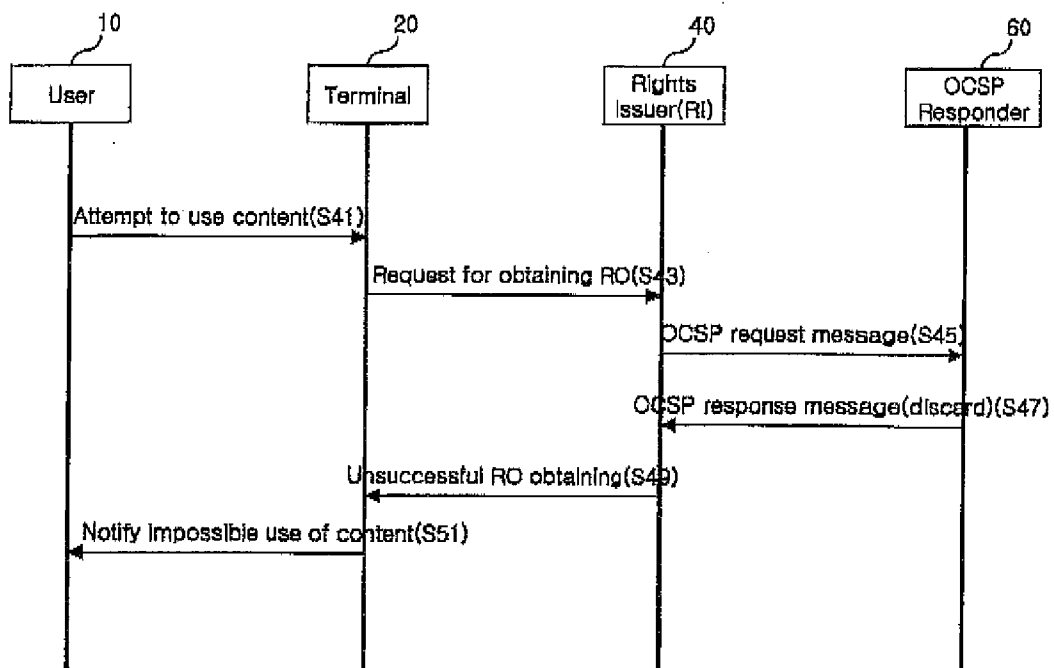 10
20
40
60
User
Terminal
Rights
Issuer(RI)
OCSP
Responder
Attempt to use content(S41)
Request for obtaining RO(S43)
OCSP request message(S45)
OCSP response message(discard)(S47)
Unsuccessful RO obtaining(S49)
Notify impossible use of content(S51)